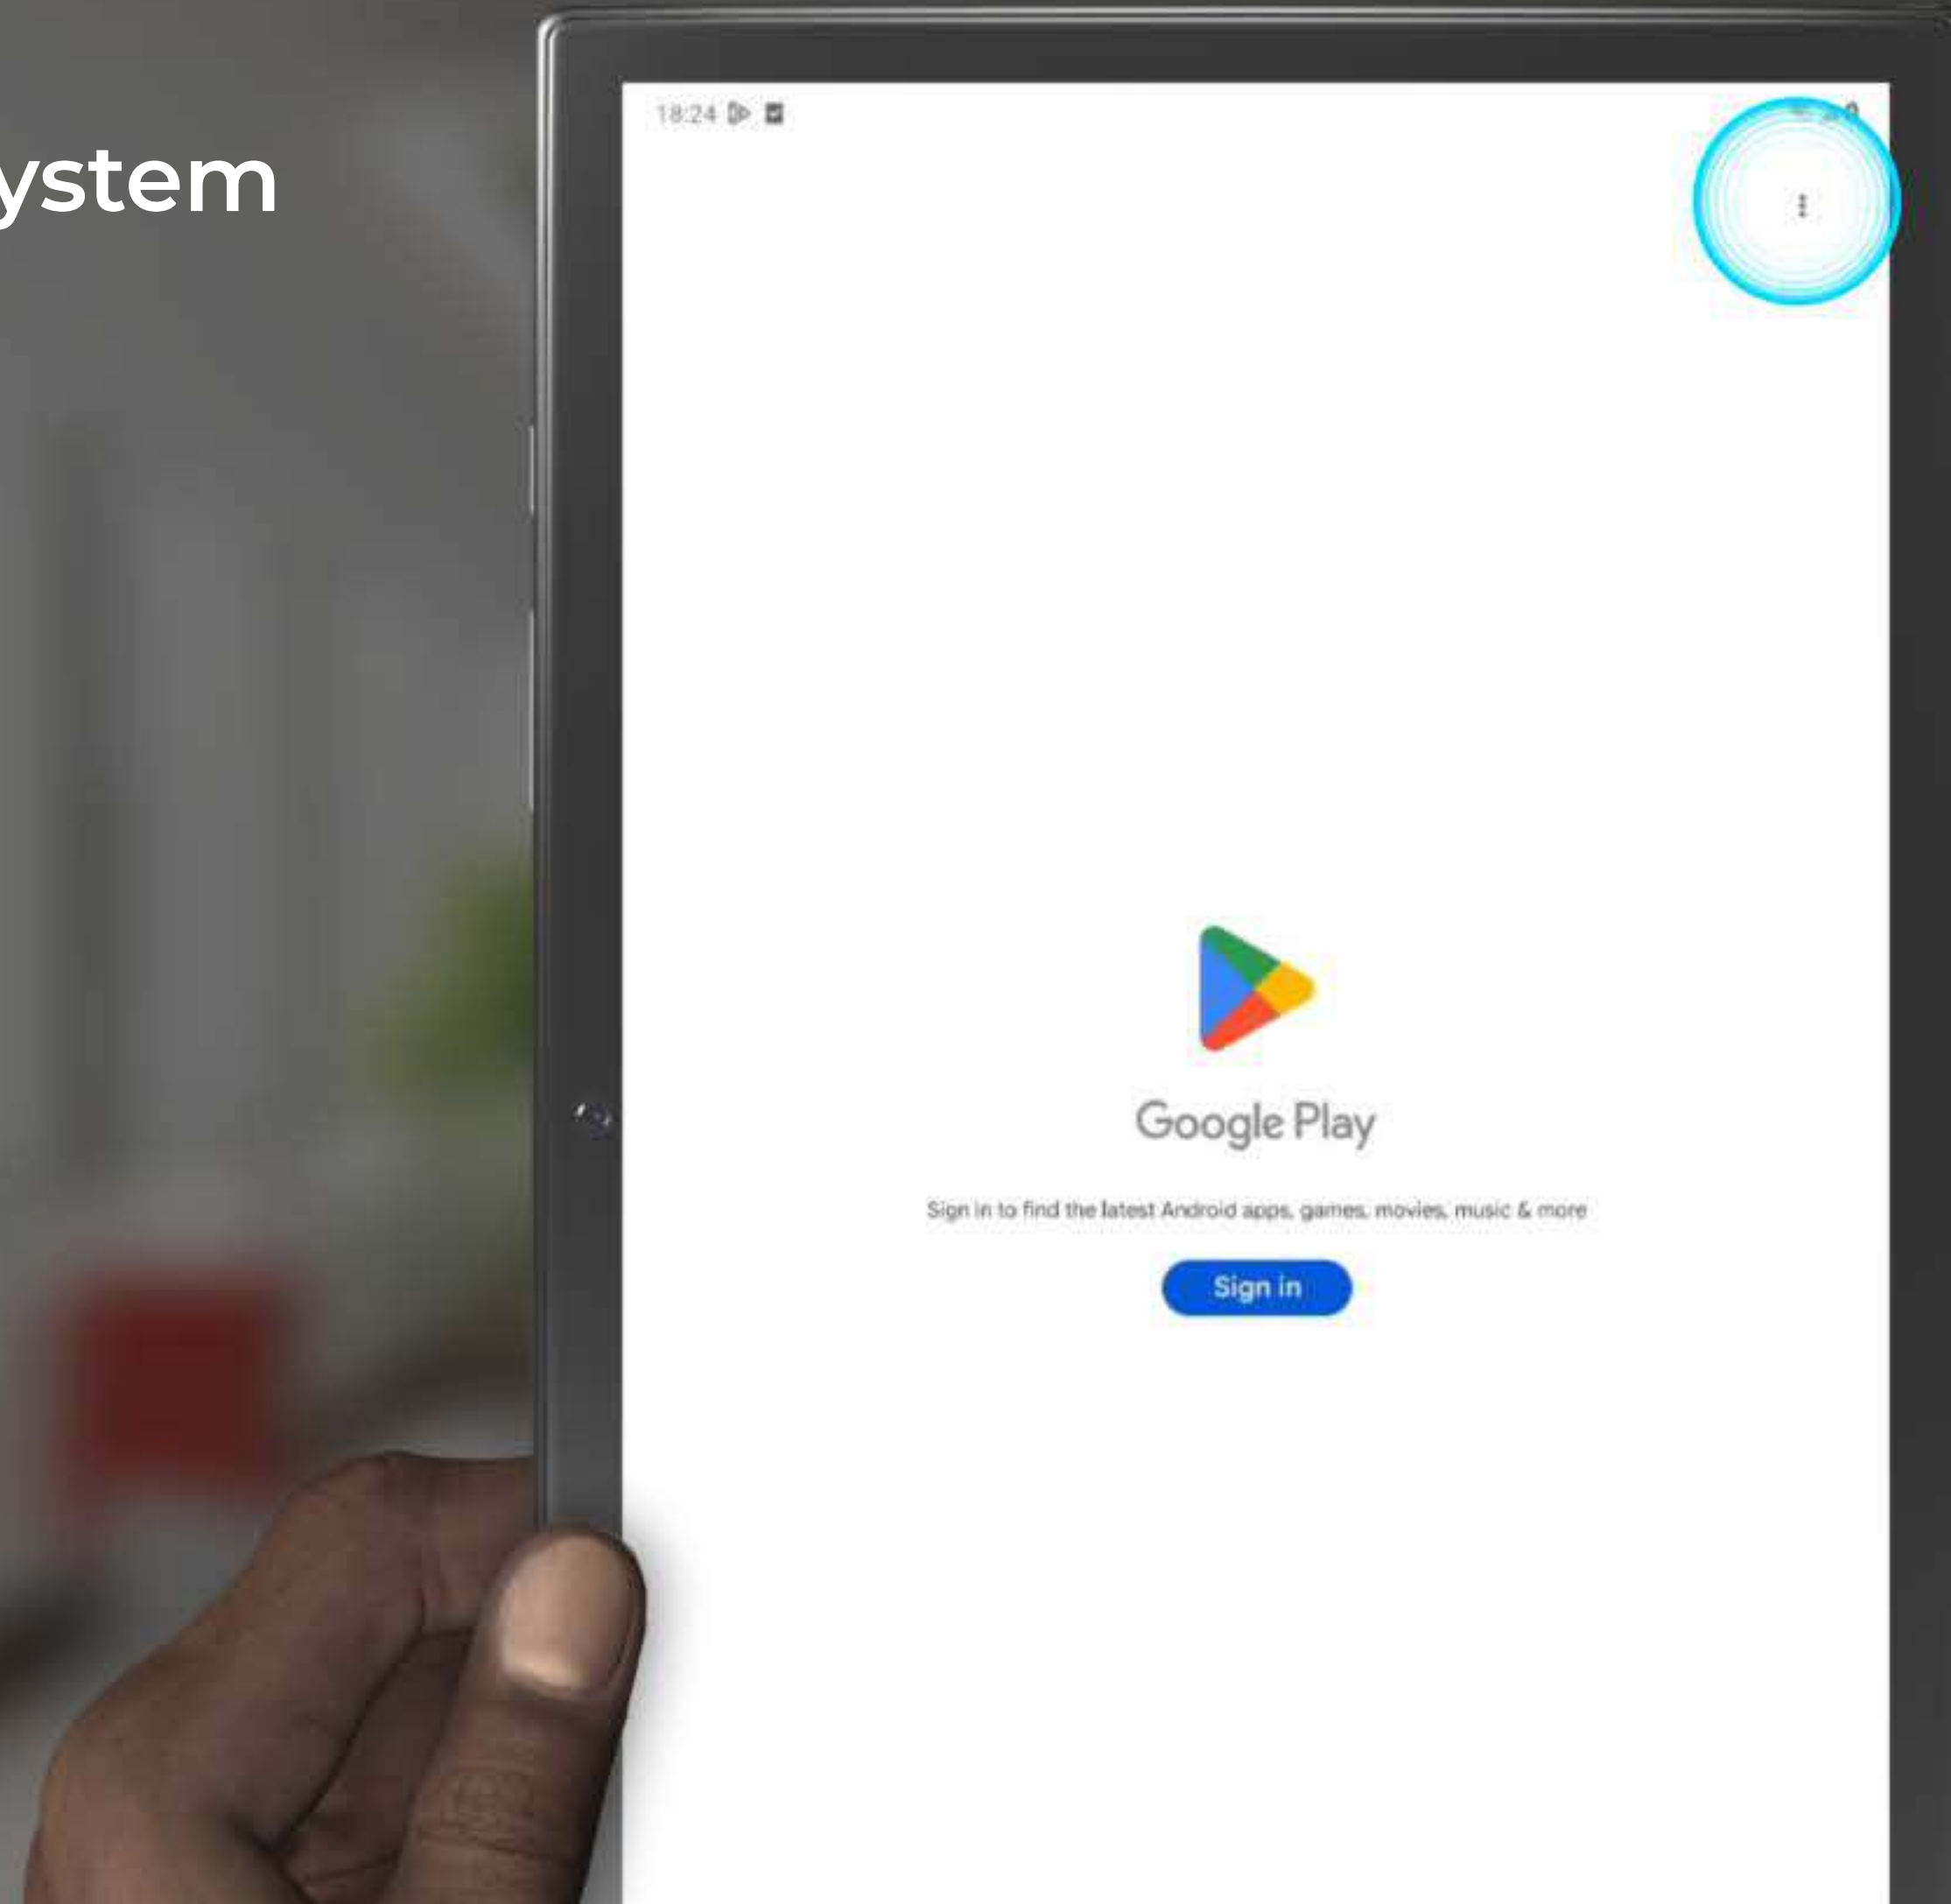 ystem
18:24
Google Play
Sign in to find the latest Android apps, games, movies, music & more
Sign in